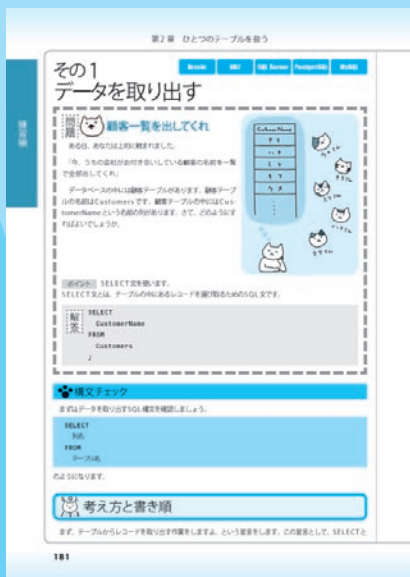 第2章 ひとつのテーブルを扱う
練習編
その1
データを取り出す
Oracle
DB2
SQL Server
PostgreSQL
MySQL
問題
顧客一覧を出してくれ
ある日、あなたは上司に頼まれました。
「今、うちの会社がお付き合いしている顧客の名前を一覧
で全部出してくれ」
データベースの中には顧客テーブルがあります。顧客テーブ
ルの名前はCustomersです。顧客テーブルの中にはCus-
tomerNameという名前の列があります。さて、どのようにす
ればよいでしょうか。
CustomerName
ポイント SELECT文を使います。
SELECT文とは、テーブルの中にあるレコードを選び取るためのSQL文です。
解答
SELECT
CustomerName
FROM
Customers
;
構文チェック
まずはデータを取り出すSQL構文を確認しましょう。
SELECT
列名
FROM
テーブル名
のようになります。
考え方と書き順
まず、テーブルからレコードを取り出す作業をしますよ、という宣言をします。この宣言として、SELECTと
181